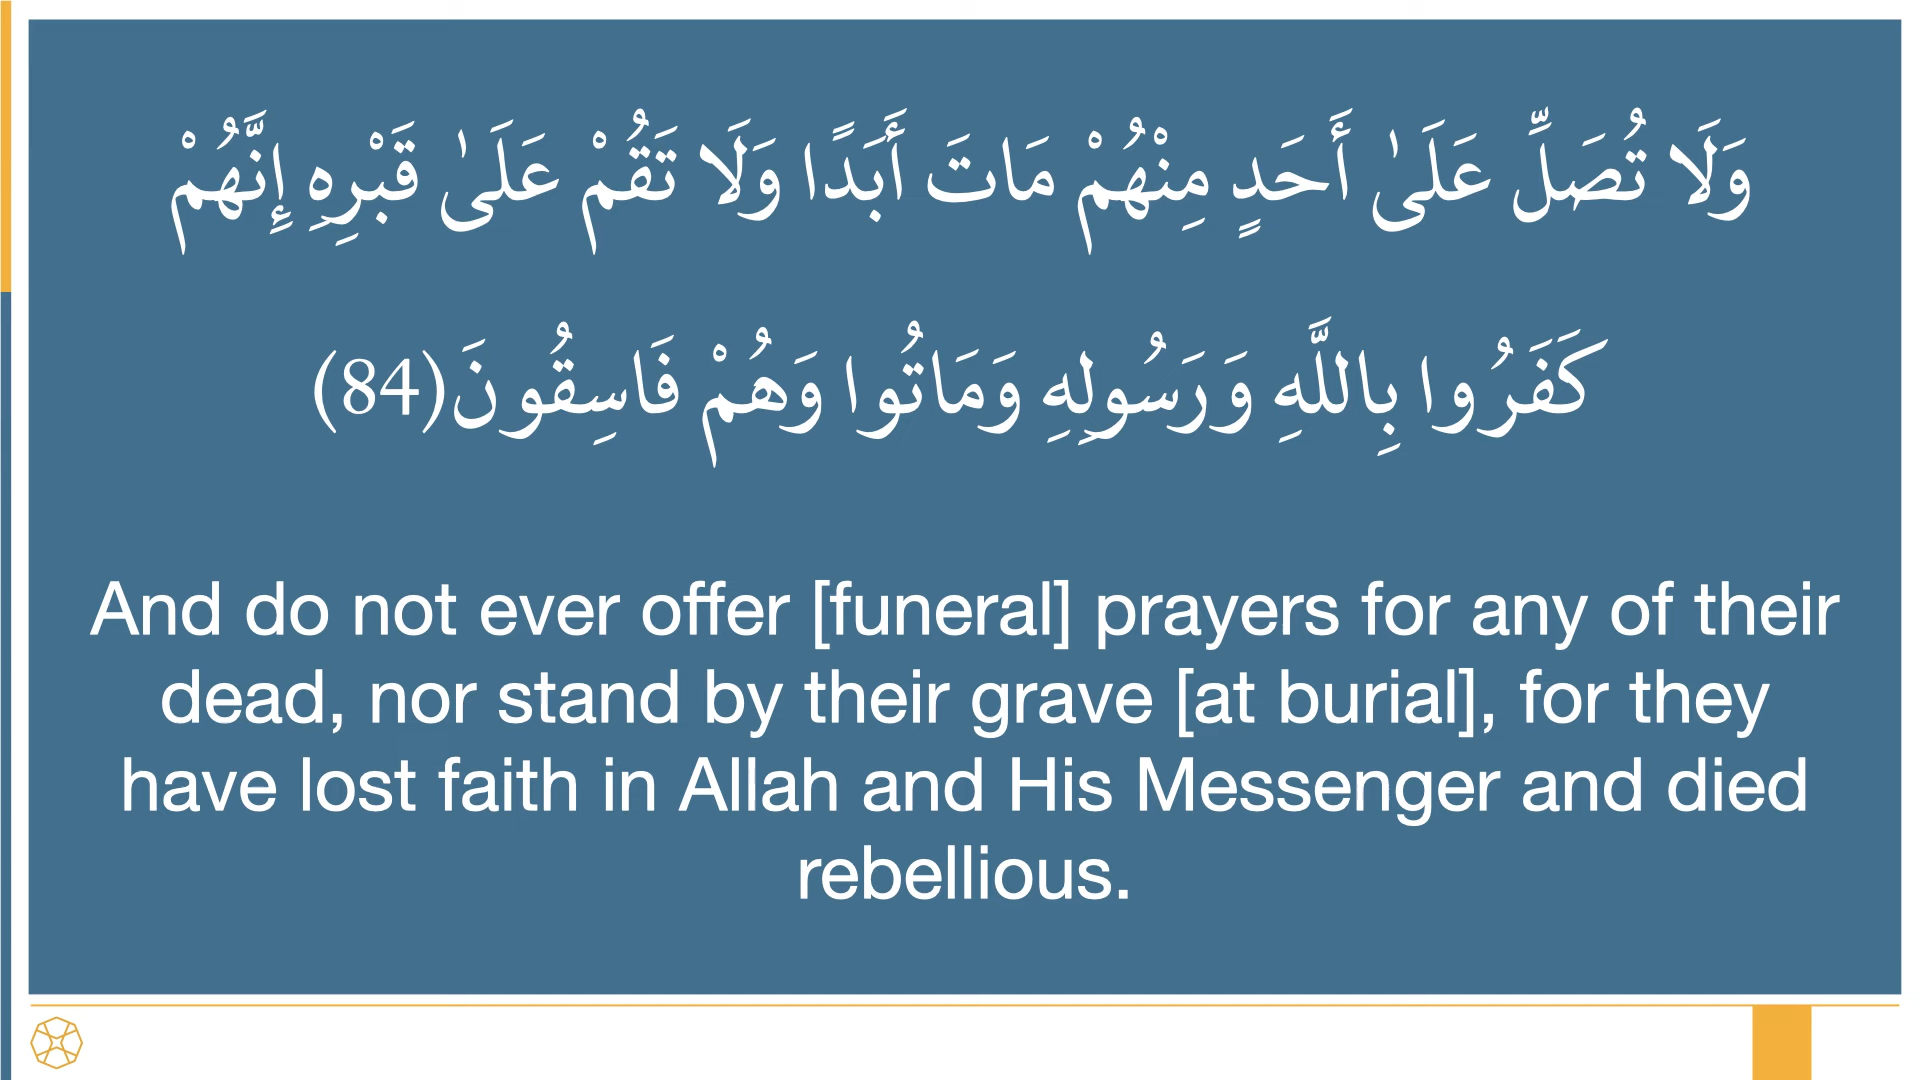 وَلَا تُصَلِّ عَلَىٰ أَحَدٍ مِنْهُمْ مَاتَ أَبَدًا وَلَا تَقُمْ عَلَىٰ قَبْرِهِ إِنَّهُمْ
كَفَرُوا بِاللَّهِ وَرَسُولِهِ وَمَاتُوا وَهُمْ فَاسِقُونَ(84)
And do not ever offer [funeral] prayers for any of their
dead, nor stand by their grave [at burial], for they
have lost faith in Allah and His Messenger and died
rebellious.